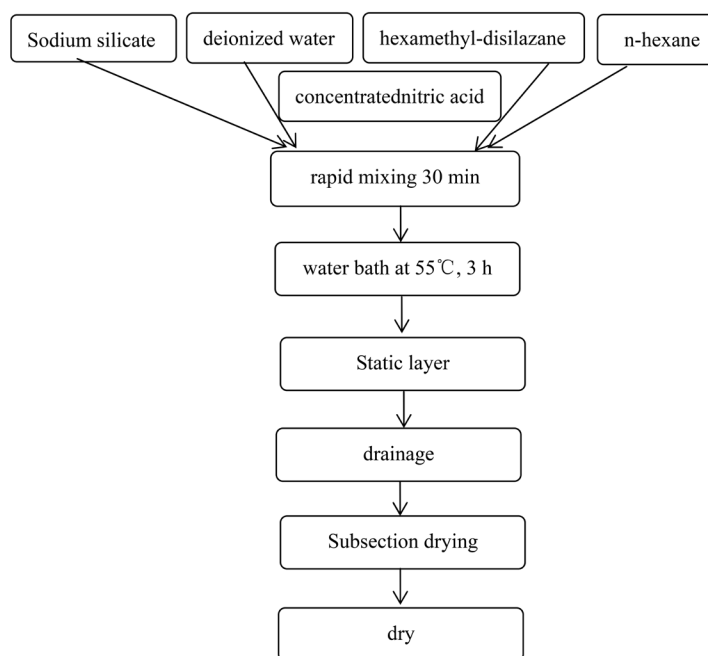 Sodium silicate
deionized water
hexamethyl-disilazane
n-hexane
concentratednitric acid
rapid mixing 30 min
water bath at 55℃, 3 h
Static layer
drainage
Subsection drying
dry